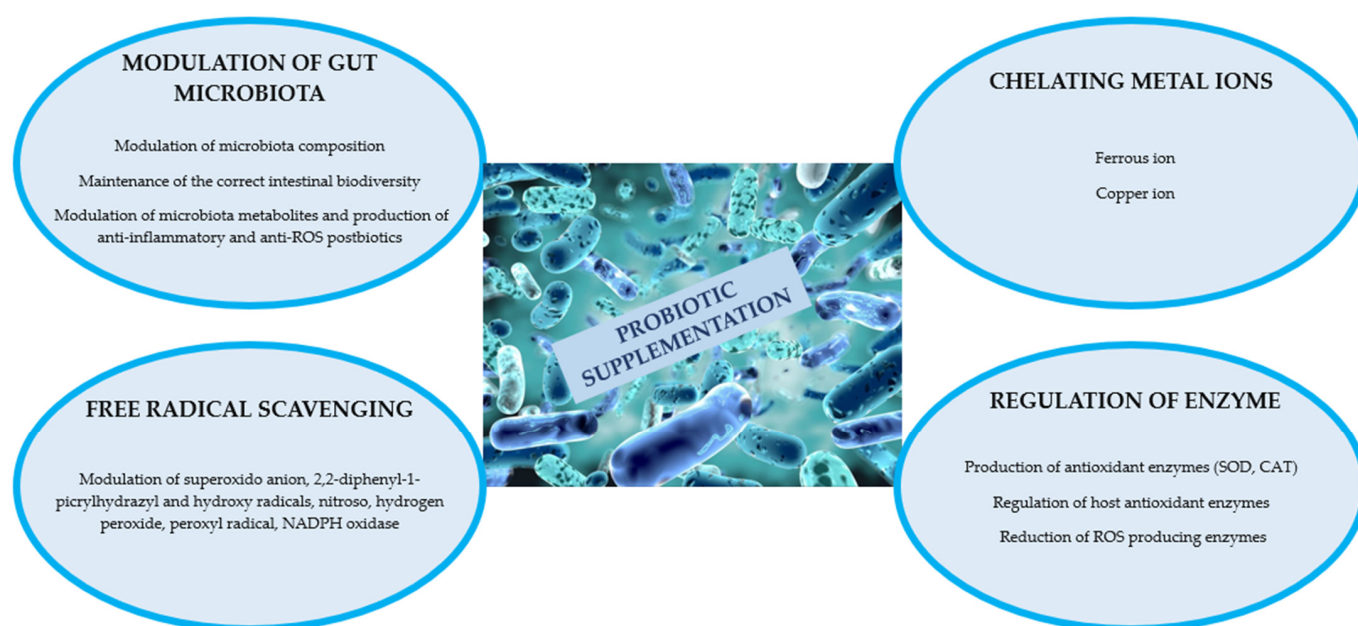 MODULATION OF GUT
MICROBIOTA
Modulation of microbiota composition
Maintenance of the correct intestinal biodiversity
Modulation of microbiota metabolites and production of
anti-inflammatory and anti-ROS postbiotics
CHELATING METAL IONS
Ferrous ion
Copper ion
PROBIOTIC
SUPPLEMENTATION
FREE RADICAL SCAVENGING
Modulation of superoxido anion, 2,2-diphenyl-1-
picrylhydrazyl and hydroxy radicals, nitroso, hydrogen
peroxide, peroxyl radical, NADPH oxidase
REGULATION OF ENZYME
Production of antioxidant enzymes (SOD, CAT)
Regulation of host antioxidant enzymes
Reduction of ROS producing enzymes